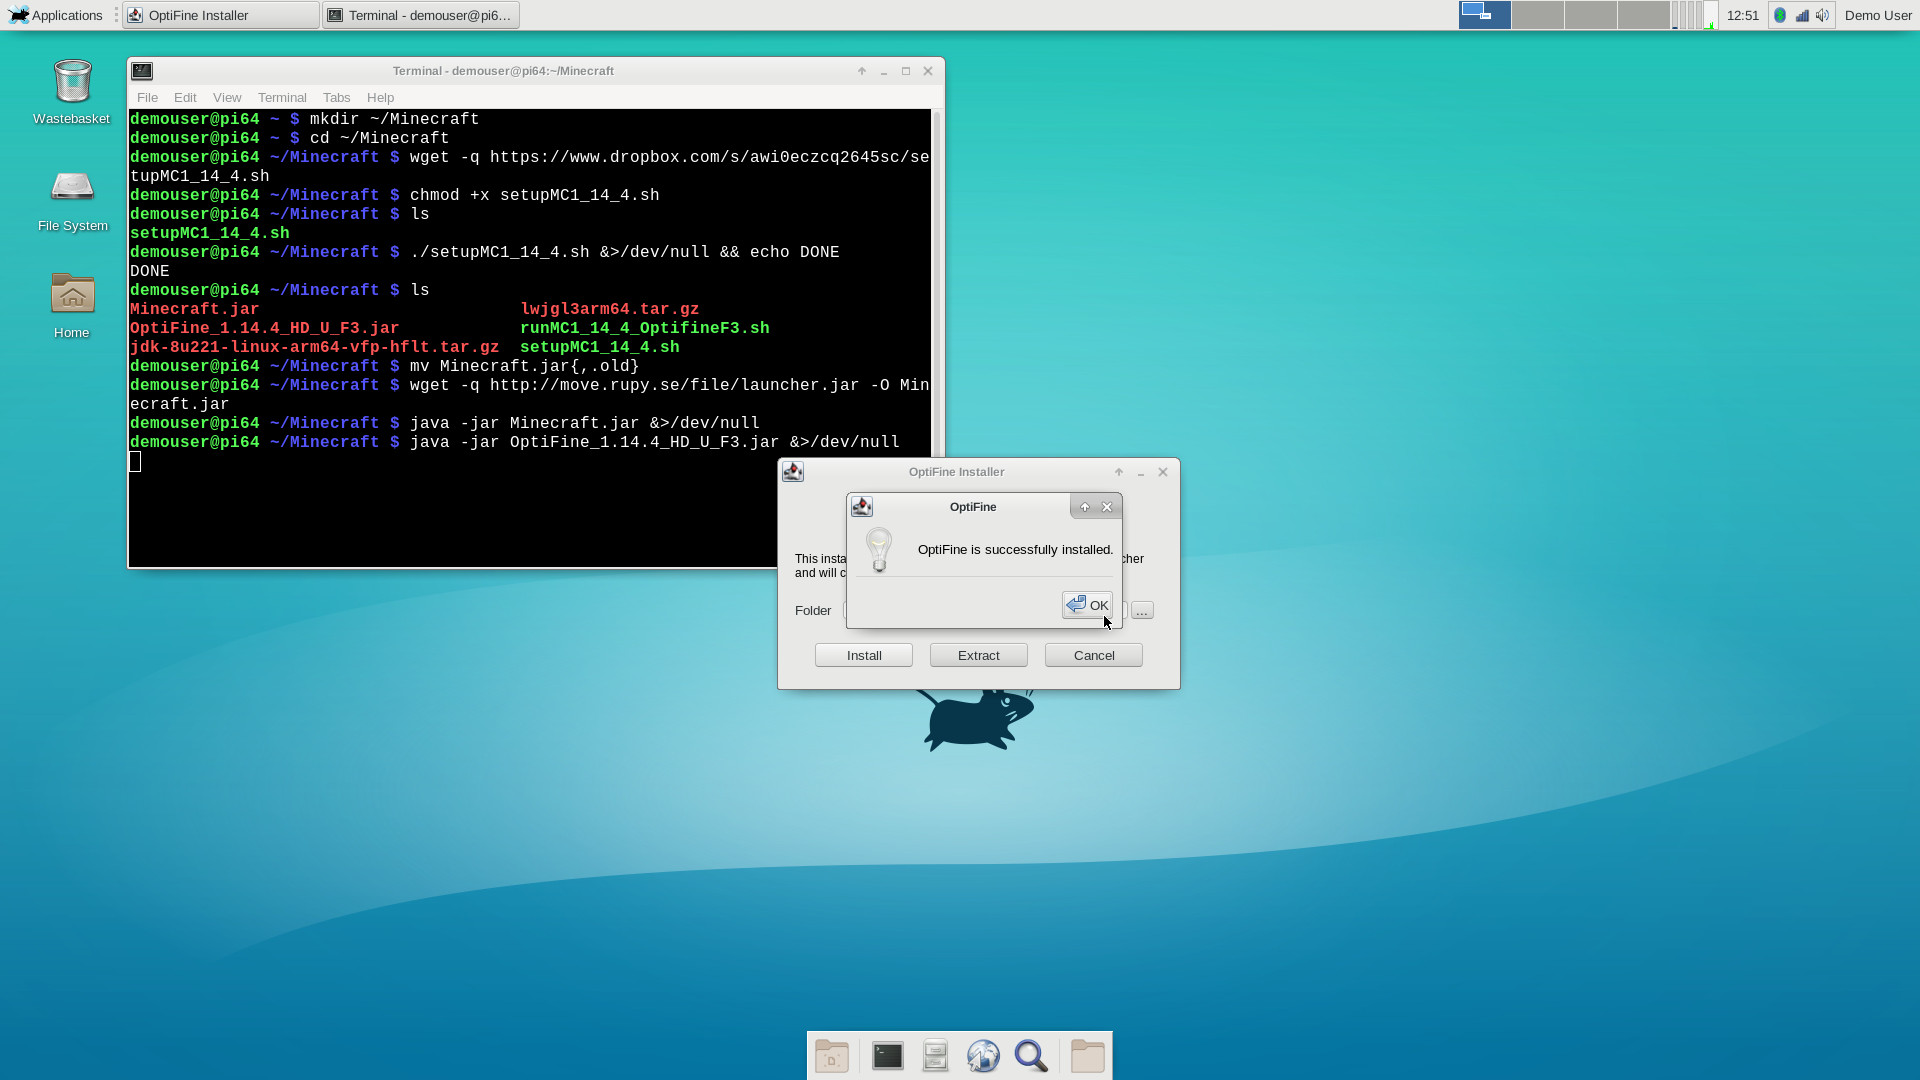 Applications
OptiFine Installer
Terminal - demouser@pi6...
12:51
Demo User
Wastebasket
File System
Home
Terminal - demouser@pi64:~/Minecraft
File Edit View Terminal Tabs Help
demouser@pi64 ~ $ mkdir ~/Minecraft
demouser@pi64 ~ $ cd ~/Minecraft
demouser@pi64 ~/Minecraft $ wget -q https://www.dropbox.com/s/awi0eczcq2645sc/se
tupMC1_14_4.sh
demouser@pi64 ~/Minecraft $ chmod +x setupMC1_14_4.sh
demouser@pi64 ~/Minecraft $ ls
setupMC1_14_4.sh
demouser@pi64 ~/Minecraft $ ./setupMC1_14_4.sh &>/dev/null && echo DONE
DONE
demouser@pi64 ~/Minecraft $ ls
Minecraft.jar lwjgl3arm64.tar.gz
OptiFine_1.14.4_HD_U_F3.jar runMC1_14_4_OptifineF3.sh
jdk-8u221-linux-arm64-vfp-hflt.tar.gz setupMC1_14_4.sh
demouser@pi64 ~/Minecraft $ mv Minecraft.jar{,.old}
demouser@pi64 ~/Minecraft $ wget -q http://move.rupy.se/file/launcher.jar -O Min
ecraft.jar
demouser@pi64 ~/Minecraft $ java -jar Minecraft.jar &>/dev/null
demouser@pi64 ~/Minecraft $ java -jar OptiFine_1.14.4_HD_U_F3.jar &>/dev/null
OptiFine Installer
OptiFine
OptiFine is successfully installed.
OK
This insta
cher
and will c
Folder
...
Install
Extract
Cancel